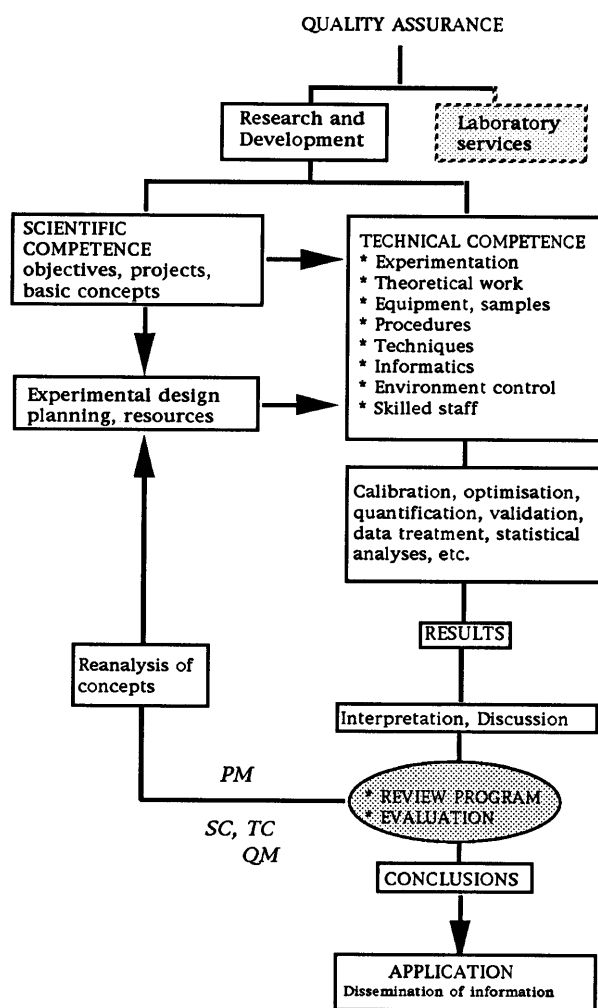 QUALITY ASSURANCE
Research and
Development
Laboratory
services
SCIENTIFIC
COMPETENCE
objectives, projects,
basic concepts
TECHNICAL COMPETENCE
* Experimentation
* Theoretical work
* Equipment, samples
* Procedures
* Techniques
* Informatics
* Environment control
* Skilled staff
Experimental design
planning, resources
Calibration, optimisation,
quantification, validation,
data treatment, statistical
analyses, etc.
RESULTS
Reanalysis of
concepts
Interpretation, Discussion
PM
* REVIEW PROGRAM
* EVALUATION
SC, TC
QM
CONCLUSIONS
APPLICATION
Dissemination of information